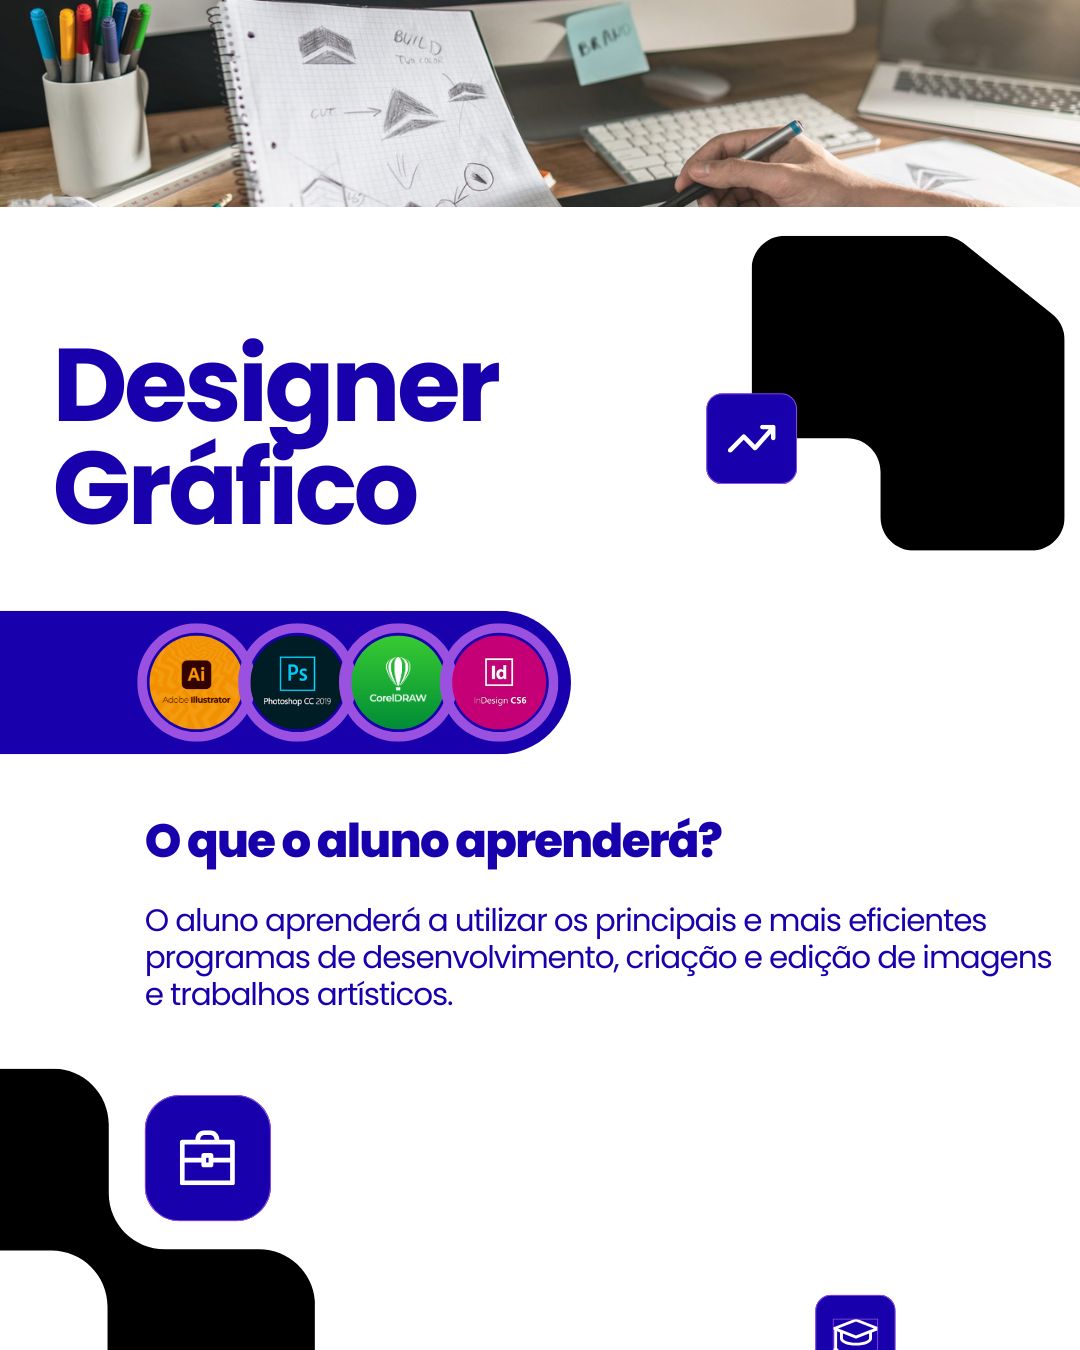 BUILD
TWO COLOR
CUT
BRAND
Designer
Gráfico
Ai
Adobe Illustrator
Ps
Photoshop CC 2019
CorelDRAW
Id
InDesign CS6
O que o aluno aprenderá?
O aluno aprenderá a utilizar os principais e mais eficientes
programas de desenvolvimento, criação e edição de imagens
e trabalhos artísticos.